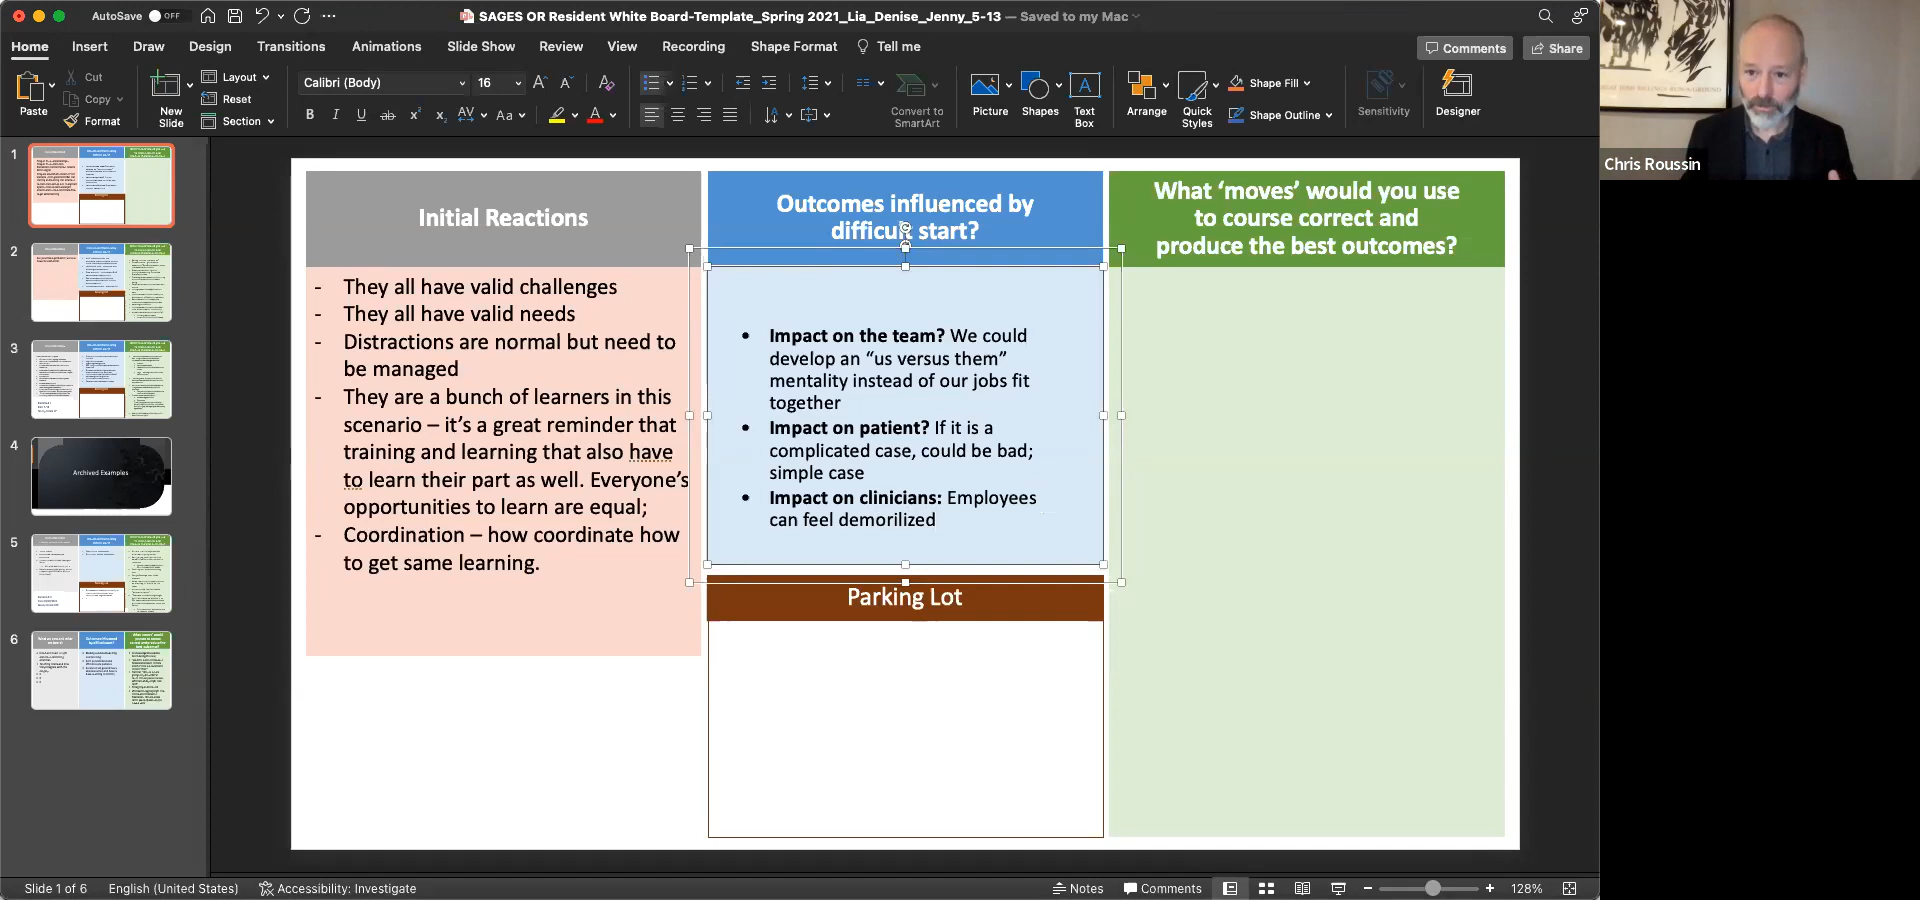 AutoSave OFF
SAGES OR Resident White Board-Template_Spring 2021_Lia_Denise_Jenny_5-13 — Saved to my Mac
Home Insert Draw Design Transitions Animations Slide Show Review View Recording Shape Format Tell me
Comments Share
Paste Cut Copy Format
New Slide
Layout Reset Section
Calibri (Body) 16
Convert to SmartArt
Picture Shapes Text Box
Arrange Quick Styles
Shape Fill
Shape Outline
Sensitivity
Designer
Chris Roussin
1
2
3
4
Archived Examples
5
6
Initial Reactions
- They all have valid challenges
- They all have valid needs
- Distractions are normal but need to
be managed
- They are a bunch of learners in this
scenario – it's a great reminder that
training and learning that also have
to learn their part as well. Everyone's
opportunities to learn are equal;
- Coordination – how coordinate how
to get same learning.
Outcomes influenced by
difficult start?
• Impact on the team? We could
develop an “us versus them”
mentality instead of our jobs fit
together
• Impact on patient? If it is a
complicated case, could be bad;
simple case
• Impact on clinicians: Employees
can feel demorilized
Parking Lot
What ‘moves’ would you use
to course correct and
produce the best outcomes?
Slide 1 of 6 English (United States) Accessibility: Investigate
Notes Comments 128%